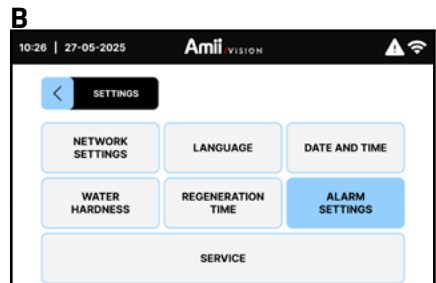 B
10:26 | 27-05-2025 Amii VISION
SETTINGS
NETWORK SETTINGS
LANGUAGE
DATE AND TIME
WATER HARDNESS
REGENERATION TIME
ALARM SETTINGS
SERVICE